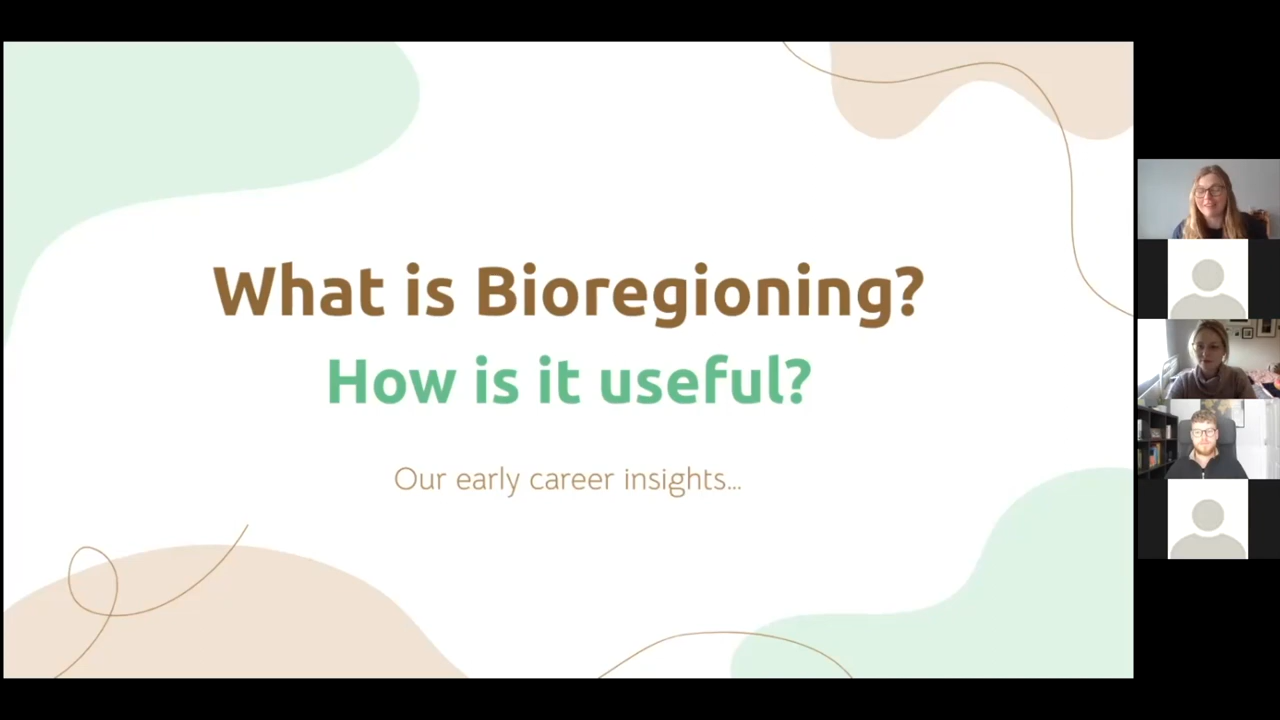 What is Bioregioning?
How is it useful?
Our early career insights...